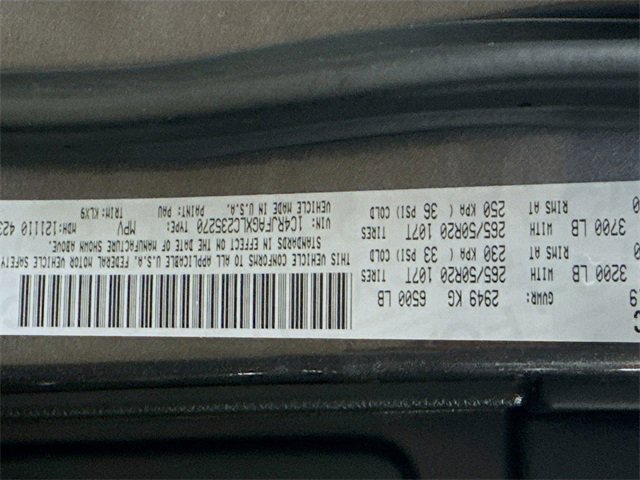 GVWR: 2949 KG 6500 LB
3200 LB WITH 265/50R20 107T TIRES
RIMS AT 230 KPA ( 33 PSI) COLD
3700 LB WITH 265/50R20 107T TIRES
RIMS AT 250 KPA ( 36 PSI) COLD
THIS VEHICLE CONFORMS TO ALL APPLICABLE U.S.A. FEDERAL MOTOR VEHICLE SAFETY
STANDARDS IN EFFECT ON THE DATE OF MANUFACTURE SHOWN ABOVE.
VIN: 1C4RJFAGXLC235270 TYPE: MPV MDH:121110 423
VEHICLE MADE IN U.S.A. PAINT: PAU TRIM: KLX9